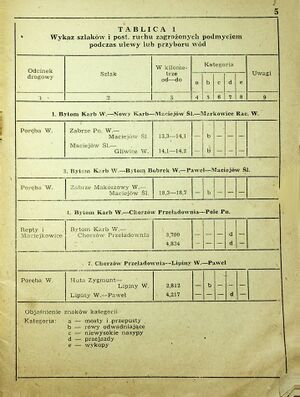 5
TABLICA 1
Wykaz szlaków i post. ruchu zagrożonych podmyciem
podczas ulewy lub przyboru wód
Odcinek drogowy | Szlak | W kilometrze od—do | Kategoria | Uwagi
a | b | c | d | e
1 | 2 | 3 | 4 | 5 | 6 | 7 | 8 | 9
1. Bytom Karb W.—Nowy Karb—Maciejów Śl.—Mzrkowice Rac. W.
Poręba W. | Zabrze Po. W.—
Maciejów Śl. | 13,3—14,1 | — | b | — | — | —
Maciejów Śl.—
Gliwice W. | 14,1—14,2 | — | b | — | — | —
3. Bytom Karb W.—Bytom Bobrek W.—Paweł—Maciejów Śl.
Poręba W. | Zabrze Makoszowy W.—
Maciejów Śl. | 18,2—18,7 | — | b | — | — | —
4. Bytom Karb W.—Chorzów Przeładownia—Pole Po.
Repty i
Maciejkowice | Bytom Karb W.—
Chorzów Przeładownia | 3,700 | — | — | — | d | —
4,834 | — | — | — | d | —
7. Chorzów Przeładownia—Lipiny W.—Paweł
Poręba W. | Huta Zygmunt—
Lipiny W. | 2,812 | — | b | — | — | —
Lipiny W.—Paweł | 4,217 | — | — | — | d | —
Objaśnienie znaków kategorii
Kategoria: a — mosty i przepusty
b — rowy odwadniające
c — niewysokie nasypy
d — przejazdy
e — wykopy